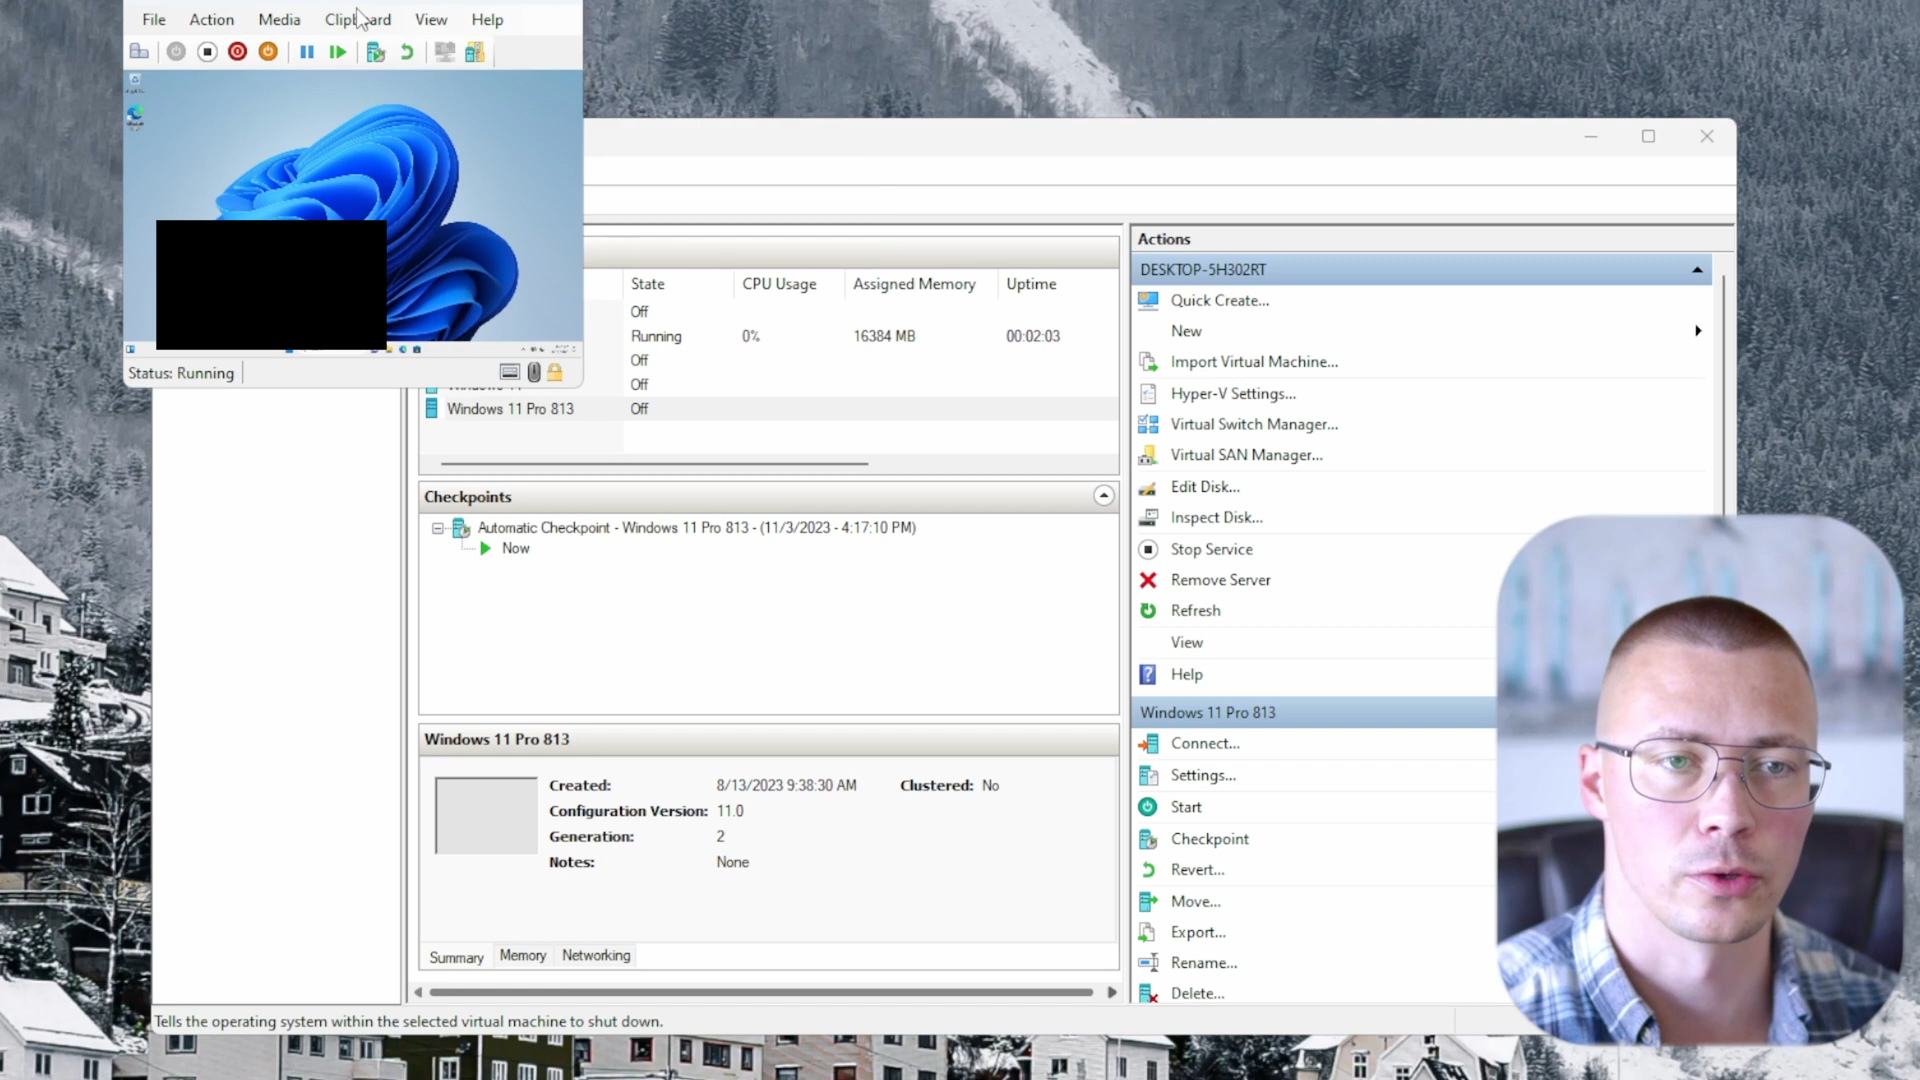 File Action Media Clipboard View Help
Status: Running
State CPU Usage Assigned Memory Uptime
Off
Running 0% 16384 MB 00:02:03
Off
Off
Windows 11 Pro 813 Off
Checkpoints
Automatic Checkpoint - Windows 11 Pro 813 - (11/3/2023 - 4:17:10 PM)
Now
Windows 11 Pro 813
Created: 8/13/2023 9:38:30 AM Clustered: No
Configuration Version: 11.0
Generation: 2
Notes: None
Summary Memory Networking
Tells the operating system within the selected virtual machine to shut down.
Actions
DESKTOP-5H302RT
Quick Create...
New
Import Virtual Machine...
Hyper-V Settings...
Virtual Switch Manager...
Virtual SAN Manager...
Edit Disk...
Inspect Disk...
Stop Service
Remove Server
Refresh
View
Help
Windows 11 Pro 813
Connect...
Settings...
Start
Checkpoint
Revert...
Move...
Export...
Rename...
Delete...